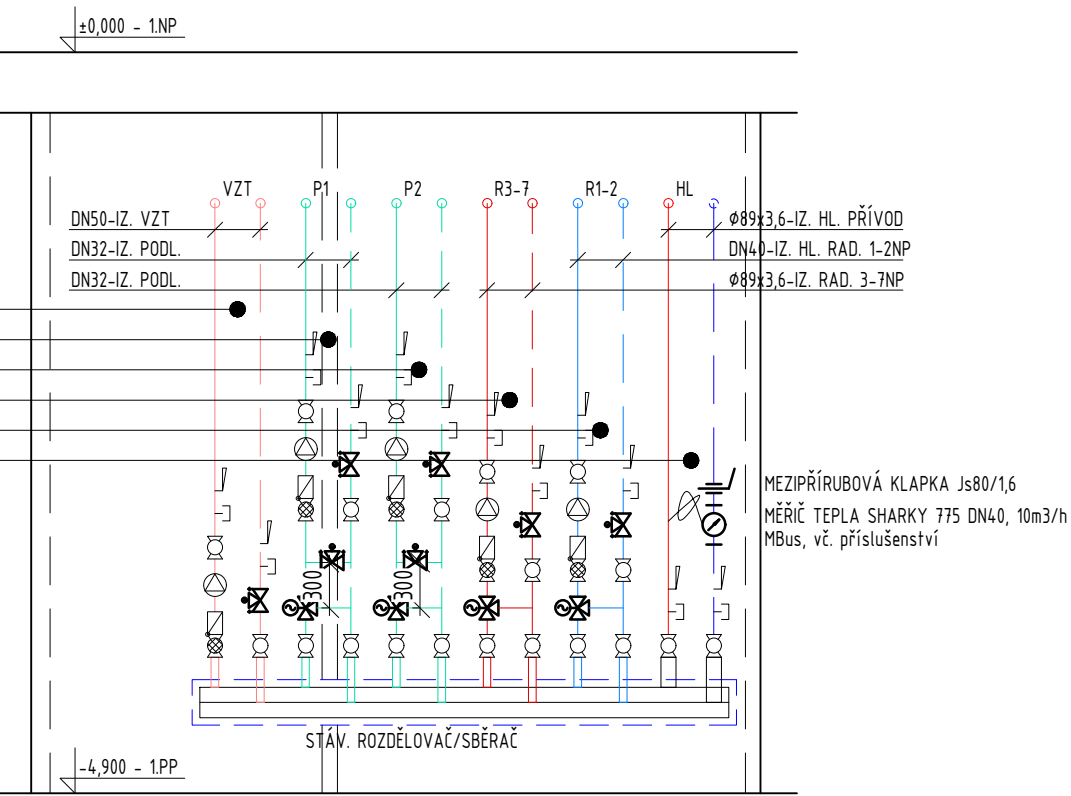 ±0,000 - 1.NP
VZT
P1
P2
R3-7
R1-2
HL
DN50-IZ. VZT
DN32-IZ. PODL.
DN32-IZ. PODL.
Ø89x3,6-IZ. HL. PŘÍVOD
DN40-IZ. HL. RAD. 1-2NP
Ø89x3,6-IZ. RAD. 3-7NP
MEZIPŘÍRUBOVÁ KLAPKA Js80/1,6
MĚŘIČ TEPLA SHARKY 775 DN40, 10m3/h
MBus, vč. příslušenství
300
300
STÁV. ROZDĚLOVAČ/SBĚRAČ
-4,900 - 1.PP